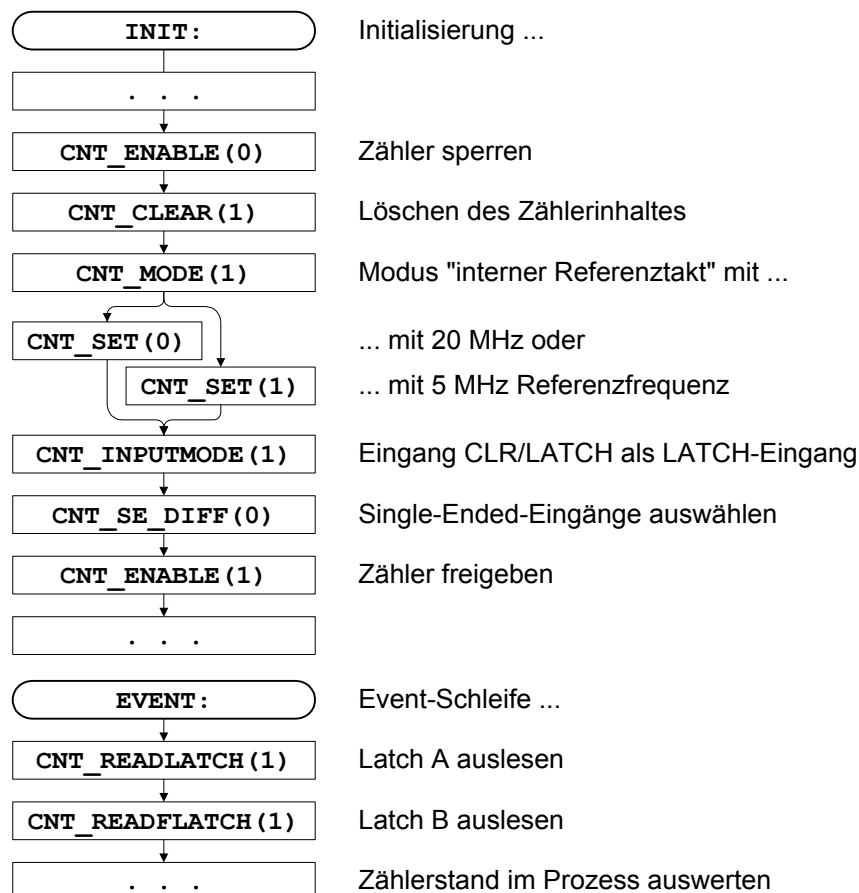 INIT: Initialisierung ...
. . .
CNT_ENABLE(0) Zähler sperren
CNT_CLEAR(1) Löschen des Zählerinhaltes
CNT_MODE(1) Modus "interner Referenztakt" mit ...
CNT_SET(0) ... mit 20 MHz oder
CNT_SET(1) ... mit 5 MHz Referenzfrequenz
CNT_INPUTMODE(1) Eingang CLR/LATCH als LATCH-Eingang
CNT_SE_DIFF(0) Single-Ended-Eingänge auswählen
CNT_ENABLE(1) Zähler freigeben
. . .
EVENT: Event-Schleife ...
CNT_READLATCH(1) Latch A auslesen
CNT_READFLATCH(1) Latch B auslesen
. . . Zählerstand im Prozess auswerten